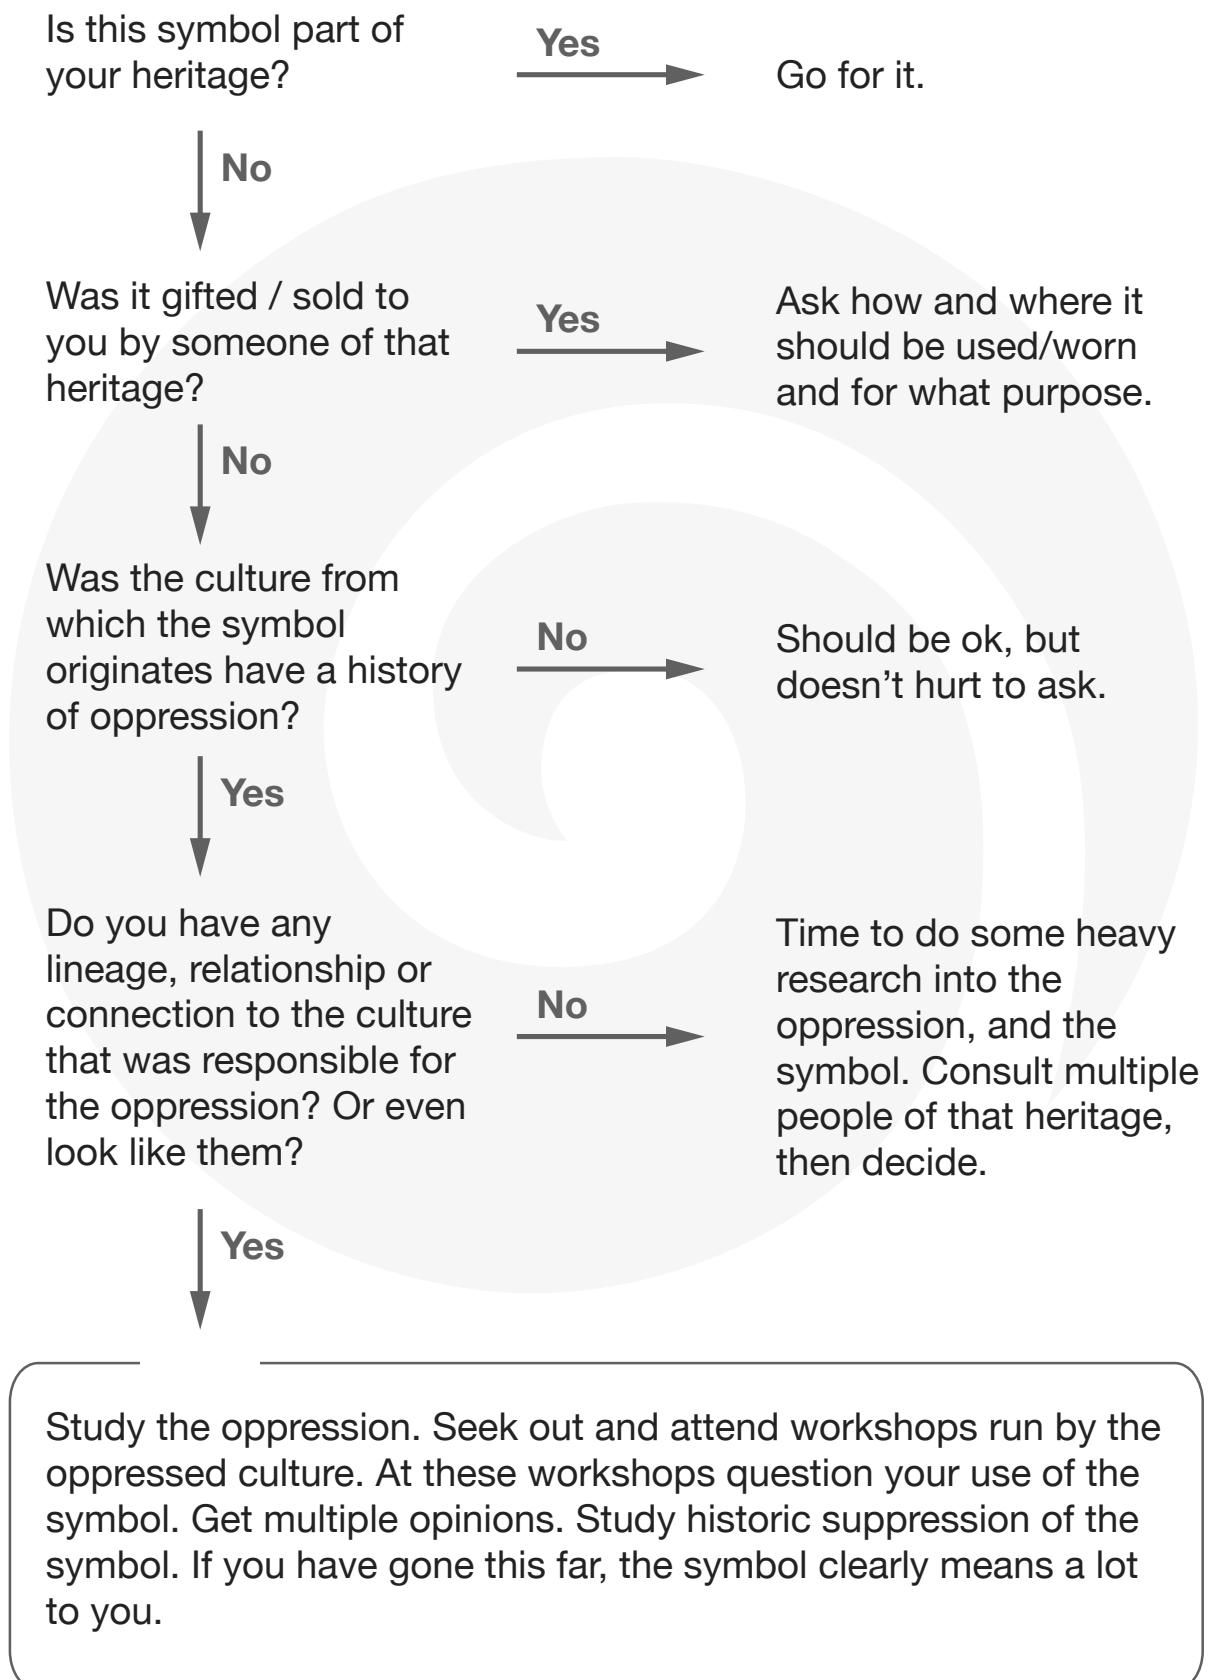 Is this symbol part of
your heritage?
Yes
Go for it.
No
Was it gifted / sold to
you by someone of that
heritage?
Yes
Ask how and where it
should be used/worn
and for what purpose.
No
Was the culture from
which the symbol
originates have a history
of oppression?
No
Should be ok, but
doesn’t hurt to ask.
Yes
Do you have any
lineage, relationship or
connection to the culture
that was responsible for
the oppression? Or even
look like them?
No
Time to do some heavy
research into the
oppression, and the
symbol. Consult multiple
people of that heritage,
then decide.
Yes
Study the oppression. Seek out and attend workshops run by the
oppressed culture. At these workshops question your use of the
symbol. Get multiple opinions. Study historic suppression of the
symbol. If you have gone this far, the symbol clearly means a lot
to you.